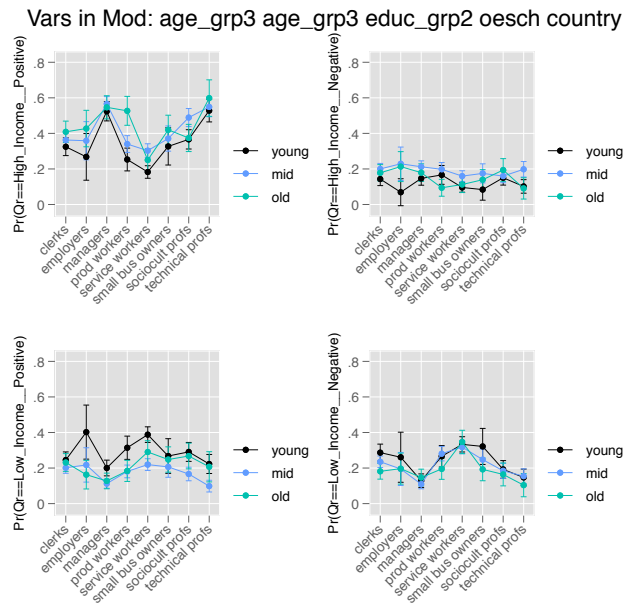 Vars in Mod: age_grp3 age_grp3 educ_grp2 oesch country
Pr(Qr==High_Income__Positive)
.8
.6
.4
.2
0
clerks
employers
managers
prod workers
service workers
small bus owners
sociocult profs
technical profs
young
mid
old
Pr(Qr==High_Income__Negative)
.8
.6
.4
.2
0
clerks
employers
managers
prod workers
service workers
small bus owners
sociocult profs
technical profs
young
mid
old
Pr(Qr==Low_Income__Positive)
.8
.6
.4
.2
0
clerks
employers
managers
prod workers
service workers
small bus owners
sociocult profs
technical profs
young
mid
old
Pr(Qr==Low_Income__Negative)
.8
.6
.4
.2
0
clerks
employers
managers
prod workers
service workers
small bus owners
sociocult profs
technical profs
young
mid
old